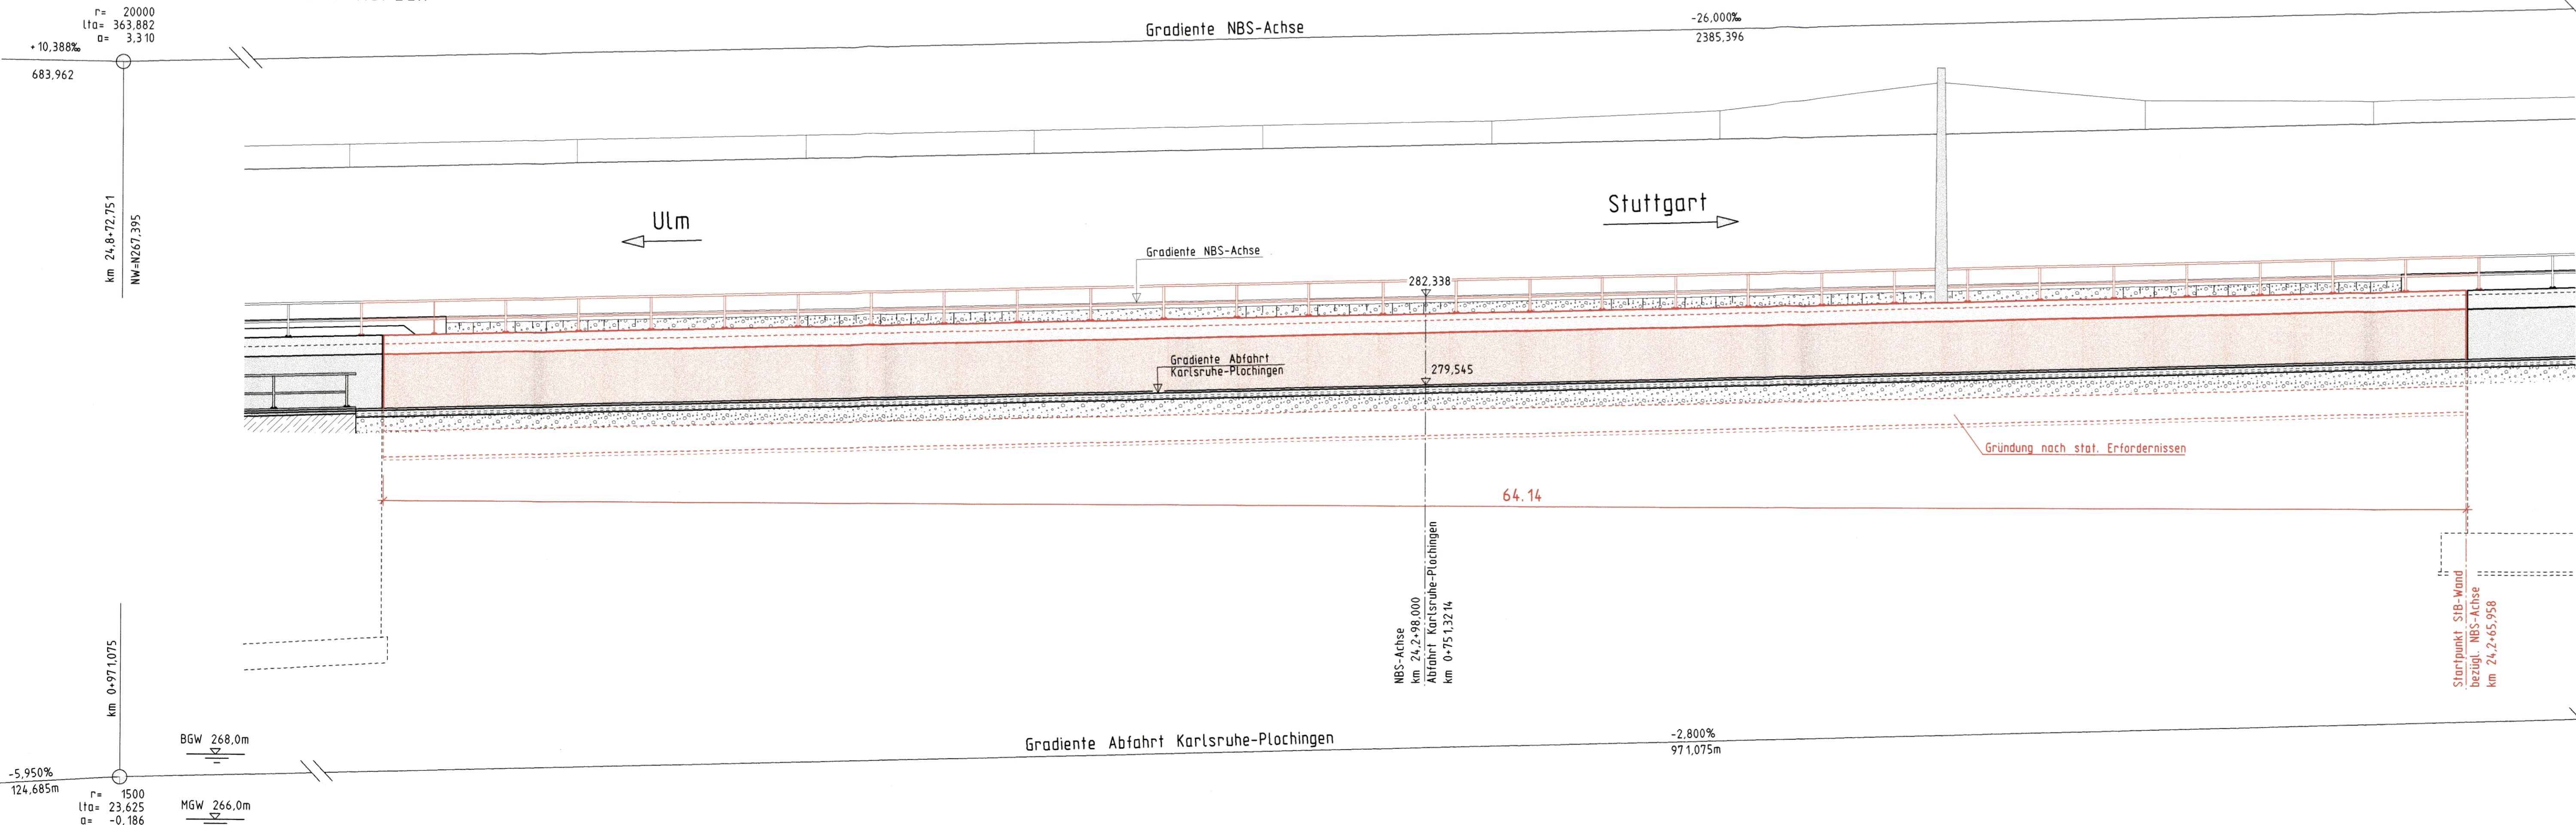 r= 20000
lta= 363,882
a= 3,310
+10,388‰
683,962
Gradiente NBS-Achse
-26,000‰
2385,396
km 24,8+72,751
NW=N267,395
Ulm
Stuttgart
Gradiente NBS-Achse
282,338
Gradiente Abfahrt
Karlsruhe-Plochingen
279,545
Gründung nach stat. Erfordernissen
64.14
NBS-Achse
km 24,2+98,000
Abfahrt Karlsruhe-Plochingen
km 0+751,3214
Startpunkt StB-Wand
bezügl. NBS-Achse
km 24,2+65,958
km 0+971,075
BGW 268,0m
Gradiente Abfahrt Karlsruhe-Plochingen
-2,800%
971,075m
-5,950%
124,685m
r= 1500
lta= 23,625
a= -0,186
MGW 266,0m